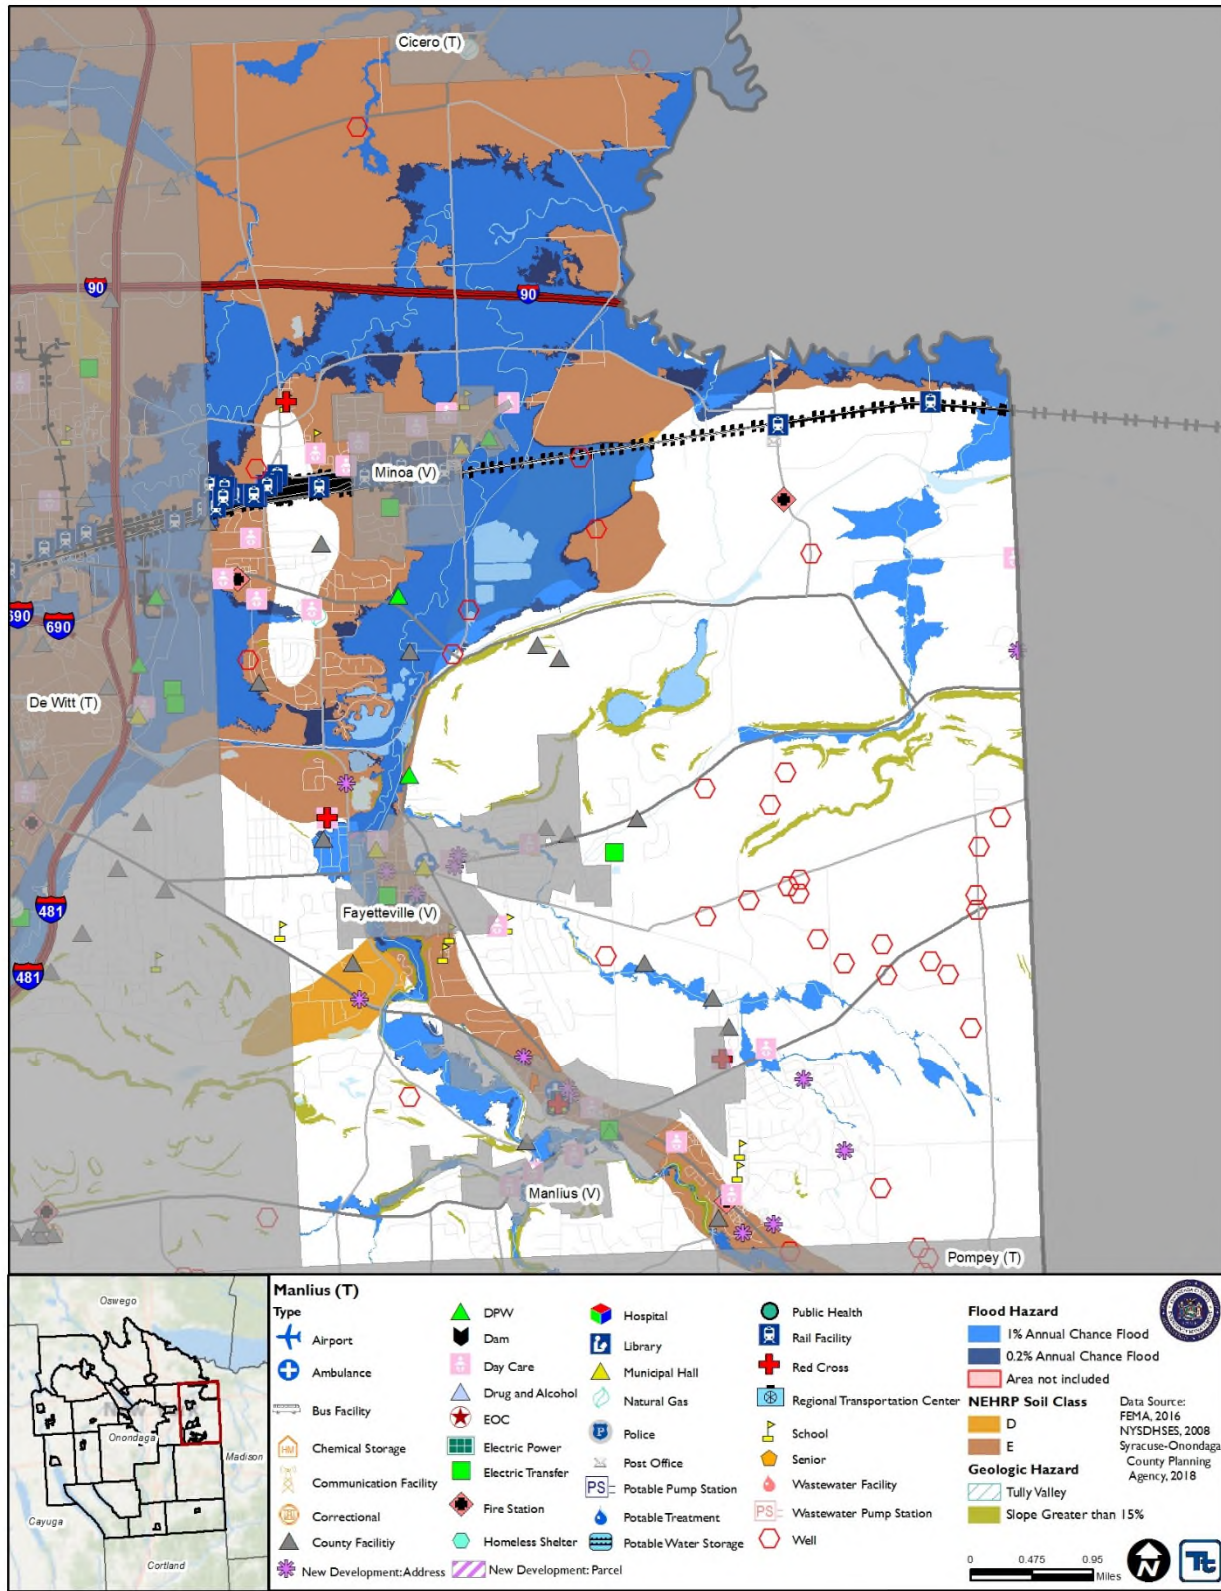 Cicero (T)
90
90
Minoa (V)
690
690
De Witt (T)
481
Fayetteville (V)
481
Manlius (V)
Pompey (T)
Oswego
Onondaga
Madison
Cayuga
Cortland
Manlius (T)
Type
Airport
Ambulance
Bus Facility
HM Chemical Storage
Communication Facility
Correctional
County Facilitiy
New Development: Address
DPW
Dam
Day Care
Drug and Alcohol
EOC
Electric Power
Electric Transfer
Fire Station
Homeless Shelter
New Development: Parcel
Hospital
Library
Municipal Hall
Natural Gas
P Police
Post Office
PS Potable Pump Station
Potable Treatment
Potable Water Storage
Public Health
Rail Facility
Red Cross
Regional Transportation Center
School
Senior
Wastewater Facility
PS Wastewater Pump Station
Well
Flood Hazard
1% Annual Chance Flood
0.2% Annual Chance Flood
Area not included
NEHRP Soil Class
D
E
Geologic Hazard
Tully Valley
Slope Greater than 15%
Data Source:
FEMA, 2016
NYSDHSES, 2008
Syracuse-Onondaga
County Planning
Agency, 2018
0 0.475 0.95
Miles
N
Tt